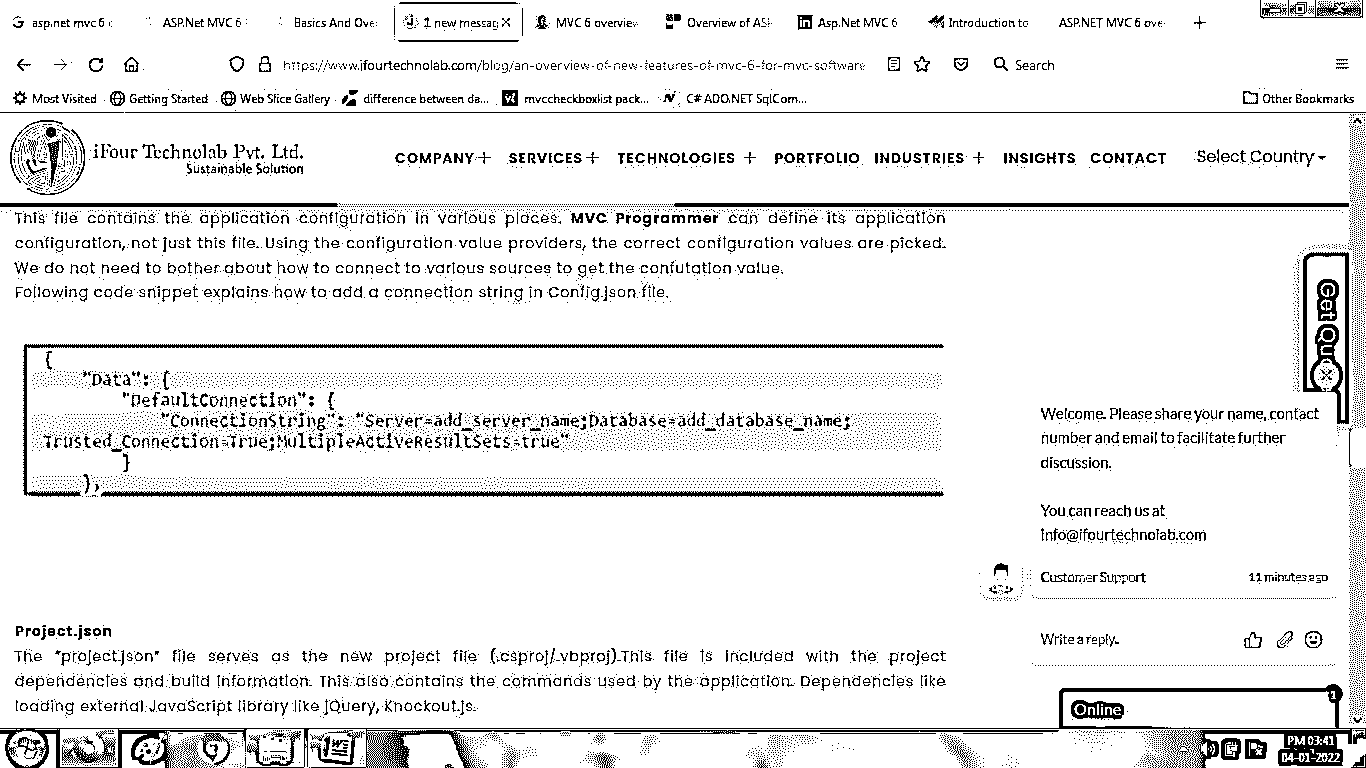 asp.net mvc 6 c
ASP.Net MVC 6
Basics And Ove
1 new messag
MVC 6 overvie
Overview of AS
Asp.Net MVC 6
Introduction to
ASP.NET MVC 6 ove
https://www.ifourtechnolab.com/blog/an-overview-of-new-features-of-mvc-6-for-mvc-software
Search
Most Visited
Getting Started
Web Slice Gallery
difference between da...
mvccheckboxlist pack...
C# ADO.NET SqlCom...
Other Bookmarks
iFour Technolab Pvt. Ltd.
Sustainable Solution
COMPANY+ SERVICES+ TECHNOLOGIES + PORTFOLIO INDUSTRIES + INSIGHTS CONTACT Select Country
This file contains the application configuration in various places. MVC Programmer can define its application
configuration, not just this file. Using the configuration value providers, the correct configuration values are picked.
We do not need to bother about how to connect to various sources to get the confutation value.
Following code snippet explains how to add a connection string in Config.json file.
{
"Data": {
"DefaultConnection": {
"ConnectionString": "Server=add_server_name;Database=add_database_name;
Trusted_Connection=True;MultipleActiveResultSets=true"
}
},
Project.json
The "project.json" file serves as the new project file (.csproj/.vbproj).This file is included with the project
dependencies and build information. This also contains the commands used by the application. Dependencies like
loading external JavaScript library like jQuery, Knockout.js.
Get Qu
Welcome. Please share your name, contact
number and email to facilitate further
discussion.
You can reach us at
info@ifourtechnolab.com
Customer Support
11 minutes ago
Write a reply..
Online
1
PM 03:41
04-01-2022